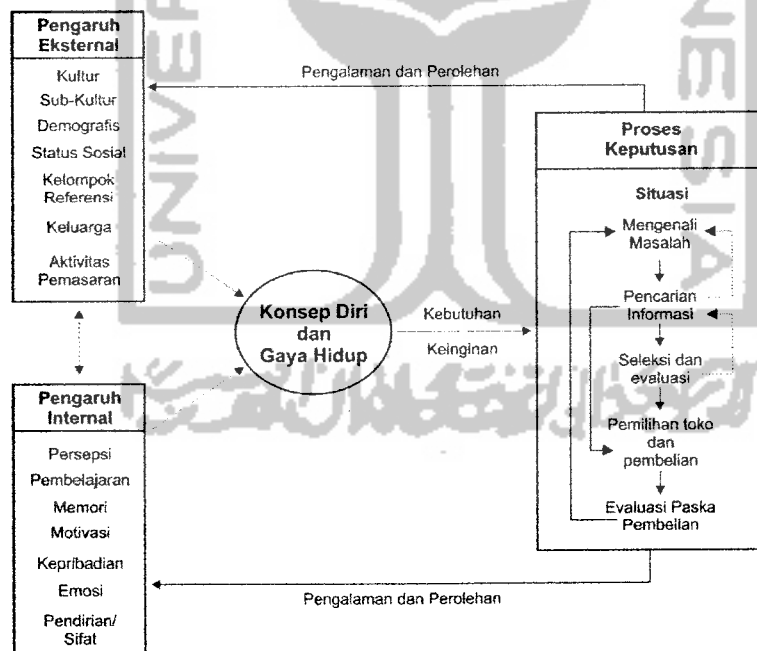 Pengaruh
Eksternal
Kultur
Sub-Kultur
Demografis
Status Sosial
Kelompok
Referensi
Keluarga
Aktivitas
Pemasaran
Pengaruh
Internal
Persepsi
Pembelajaran
Memori
Motivasi
Kepribadian
Emosi
Pendirian/
Sifat
Pengalaman dan Perolehan
Konsep Diri
dan
Gaya Hidup
Kebutuhan
Keinginan
Pengalaman dan Perolehan
Proses
Keputusan
Situasi
Mengenali
Masalah
Pencarian
Informasi
Seleksi dan
evaluasi
Pemilihan toko
dan
pembelian
Evaluasi Paska
Pembelian
UNIVER
NESIA